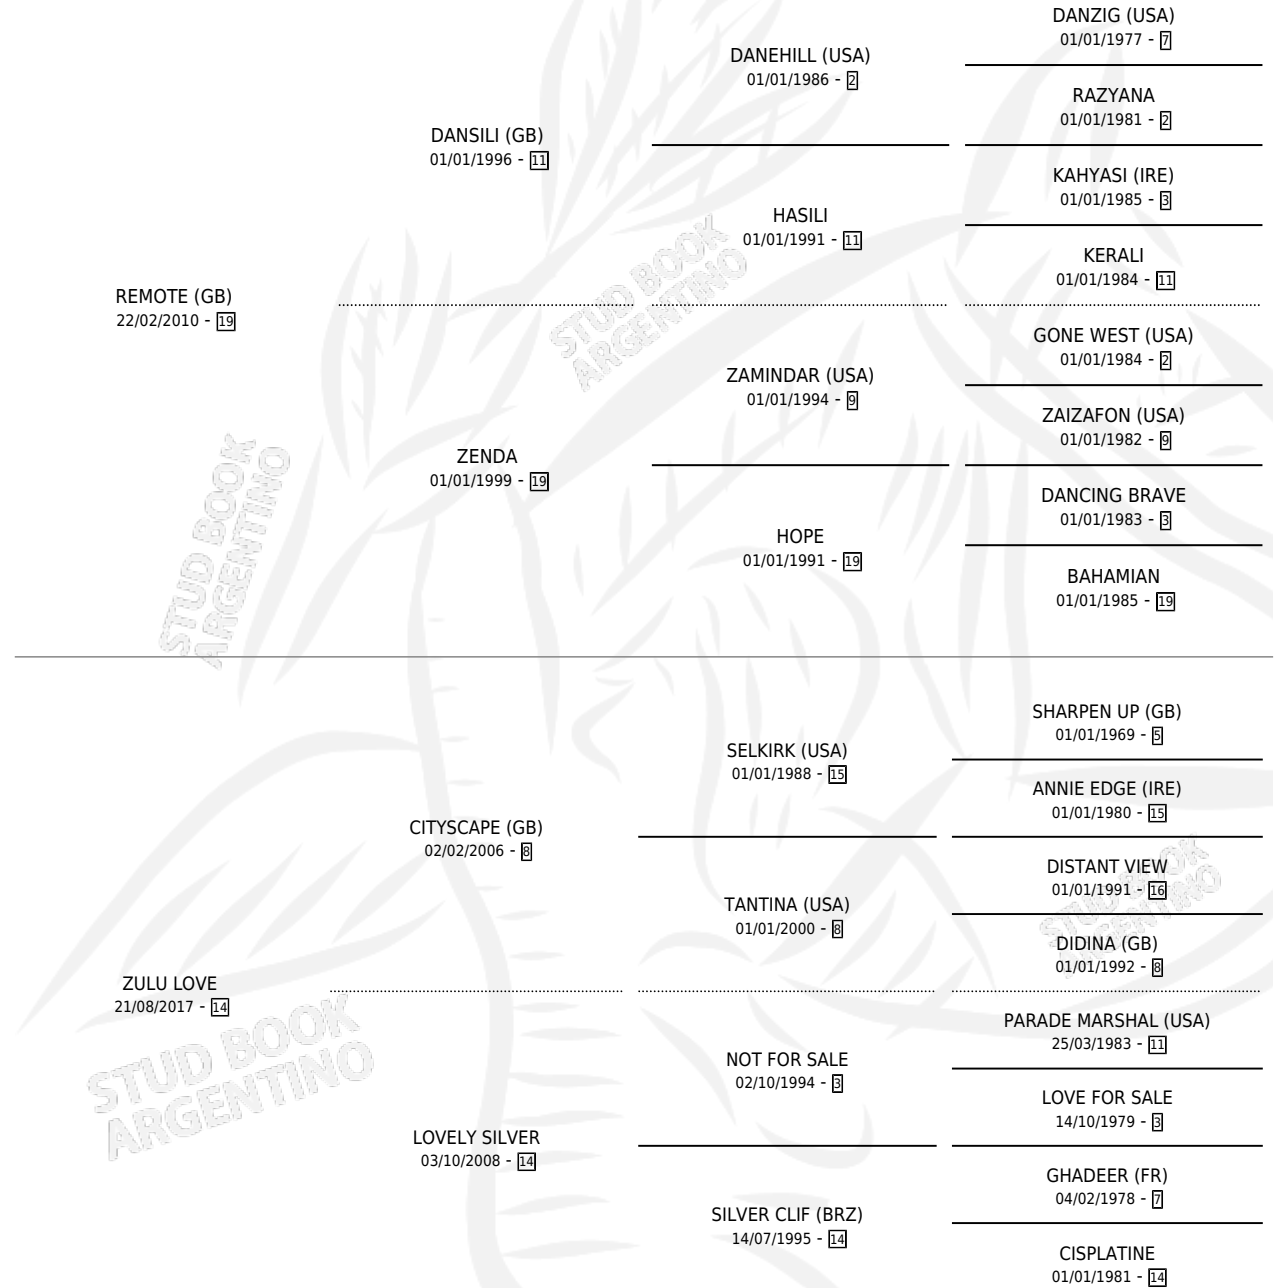 DANZIG (USA)
01/01/1977 - 7
DANEHILL (USA)
01/01/1986 - 2
RAZYANA
01/01/1981 - 2
DANSILI (GB)
01/01/1996 - 11
KAHYASI (IRE)
01/01/1985 - 3
HASILI
01/01/1991 - 11
KERALI
01/01/1984 - 11
REMOTE (GB)
22/02/2010 - 19
STUD BOOK
ARGENTINO
GONE WEST (USA)
01/01/1984 - 2
ZAMINDAR (USA)
01/01/1994 - 9
ZAIZAFON (USA)
01/01/1982 - 9
ZENDA
01/01/1999 - 19
DANCING BRAVE
01/01/1983 - 3
HOPE
01/01/1991 - 19
BAHAMIAN
01/01/1985 - 19
STUD BOOK
ARGENTINO
SHARPEN UP (GB)
01/01/1969 - 5
SELKIRK (USA)
01/01/1988 - 15
ANNIE EDGE (IRE)
01/01/1980 - 15
CITYSCAPE (GB)
02/02/2006 - 8
DISTANT VIEW
01/01/1991 - 16
TANTINA (USA)
01/01/2000 - 8
STUD BOOK
ARGENTINO
DIDINA (GB)
01/01/1992 - 8
ZULU LOVE
21/08/2017 - 14
PARADE MARSHAL (USA)
25/03/1983 - 11
NOT FOR SALE
02/10/1994 - 3
STUD BOOK
ARGENTINO
LOVE FOR SALE
14/10/1979 - 3
LOVELY SILVER
03/10/2008 - 14
GHADEER (FR)
04/02/1978 - 7
SILVER CLIF (BRZ)
14/07/1995 - 14
CISPLATINE
01/01/1981 - 14